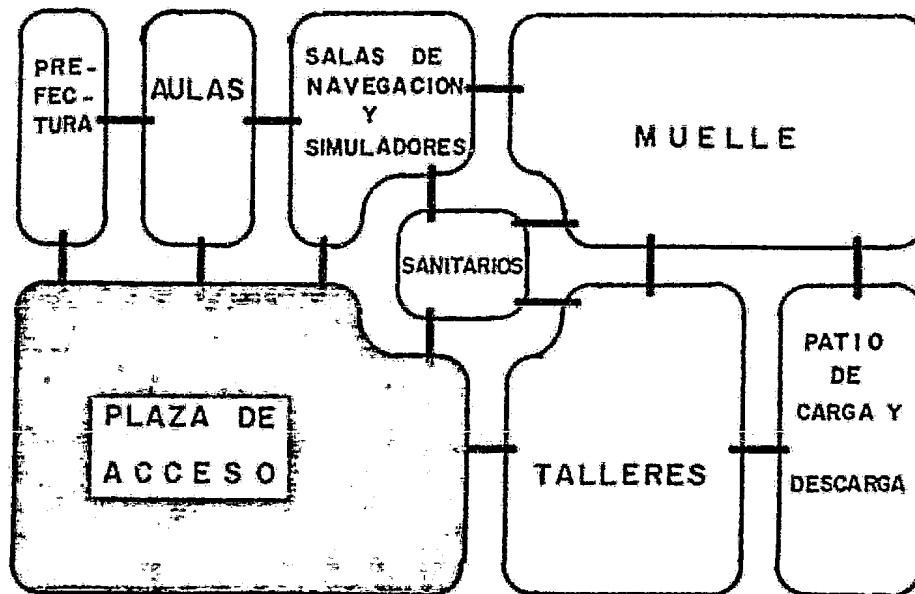 PRE-
FEC-
TURA
AULAS
SALAS DE
NAVEGACION
Y
SIMULADORES
MUELLE
SANITARIOS
PLAZA DE
ACCESO
TALLERES
PATIO
DE
CARGA Y
DESCARGA